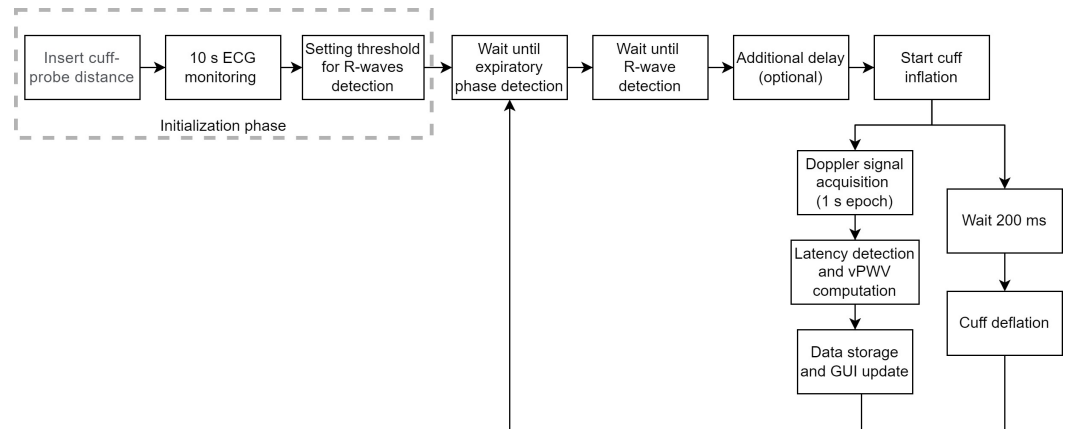 Insert cuff-
probe distance
10 s ECG
monitoring
Setting threshold
for R-waves
detection
Initialization phase
Wait until
expiratory
phase detection
Wait until
R-wave
detection
Additional delay
(optional)
Start cuff
inflation
Doppler signal
acquisition
(1 s epoch)
Latency detection
and vPWV
computation
Data storage
and GUI update
Wait 200 ms
Cuff deflation